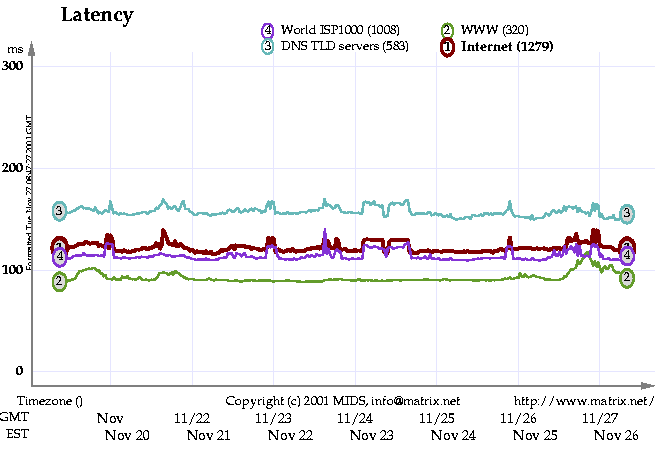 Latency
4 World ISP1000 (1008) 2 WWW (320)
3 DNS TLD servers (583) 1 Internet (1279)
ms
300
200
100
0
3
1
4
2
3
4
2
Timezone () Copyright (c) 2001 MIDS, info@matrix.net http://www.matrix.net/
GMT Nov 11/22 11/23 11/24 11/25 11/26 11/27
EST Nov 20 Nov 21 Nov 22 Nov 23 Nov 24 Nov 25 Nov 26